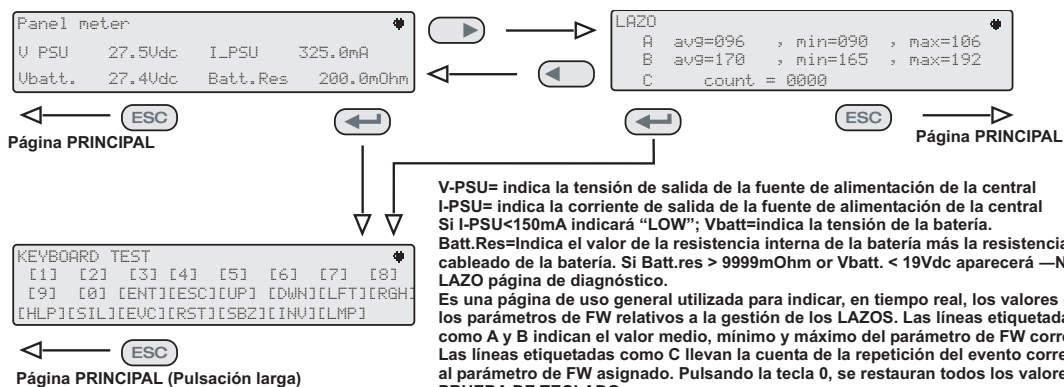 Panel meter
V PSU 27.5Vdc I_PSU 325.0mA
Vbatt. 27.4Vdc Batt.Res 200.0mOhm
LAZO
A avg=096 , min=090 , max=106
B avg=170 , min=165 , max=192
C count = 0000
ESC
Página PRINCIPAL
ESC
Página PRINCIPAL
V-PSU= indica la tensión de salida de la fuente de alimentación de la central
I-PSU= indica la corriente de salida de la fuente de alimentación de la central
Si I-PSU<150mA indicará “LOW”; Vbatt=indica la tensión de la batería.
Batt.Res=Indica el valor de la resistencia interna de la batería más la resistencia
cableado de la batería. Si Batt.res > 9999mOhm or Vbatt. < 19Vdc aparecerá
LAZO página de diagnóstico.
Es una página de uso general utilizada para indicar, en tiempo real, los valores
los parámetros de FW relativos a la gestión de los LAZOS. Las líneas
como A y B indican el valor medio, mínimo y máximo del parámetro de FW
Las líneas etiquetadas como C llevan la cuenta de la repetición del evento
al parámetro de FW asignado. Pulsando la tecla 0, se restauran todos los
PRUEBA DE TECLADO
KEYBOARD TEST
[1] [2] [3] [4] [5] [6] [7] [8]
[9] [0] [ENT][ESC][UP] [DWN][LFT][RGH]
[HLP][SIL][EVC][RST][SBZ][INV][LMP]
ESC
Página PRINCIPAL (Pulsación larga)